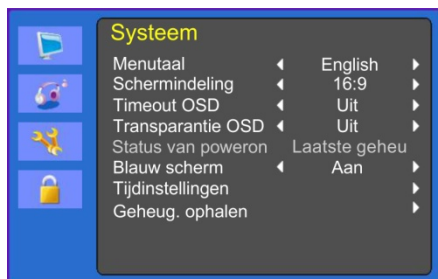 Systeem
Menutaal English
Schermindeling 16:9
Timeout OSD Uit
Transparantie OSD Uit
Status van poweron Laatste geheu
Blauw scherm Aan
Tijdinstellingen
Geheug. ophalen